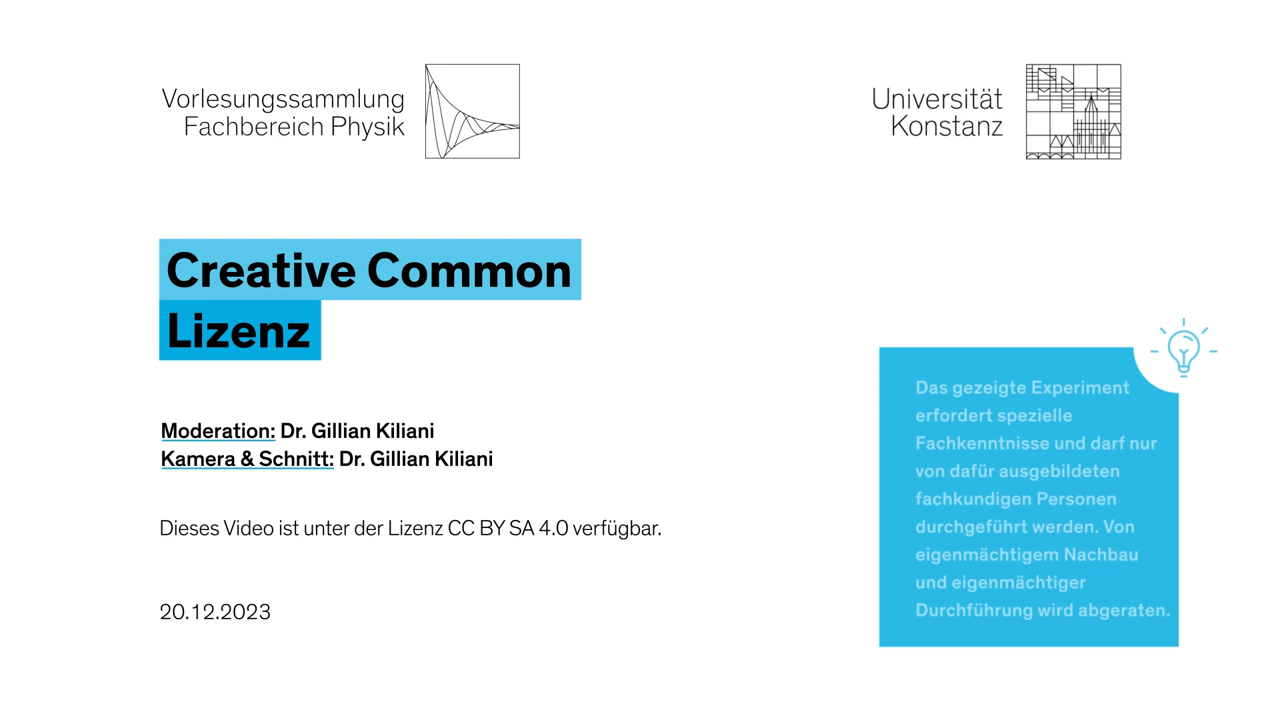 Vorlesungssammlung
Fachbereich Physik
Universität
Konstanz
Creative Common
Lizenz
Moderation: Dr. Gillian Kiliani
Kamera & Schnitt: Dr. Gillian Kiliani
Dieses Video ist unter der Lizenz CC BY SA 4.0 verfügbar.
20.12.2023
Das gezeigte Experiment
erfordert spezielle
Fachkenntnisse und darf nur
von dafür ausgebildeten
fachkundigen Personen
durchgeführt werden. Von
eigenmächtigem Nachbau
und eigenmächtiger
Durchführung wird abgeraten.